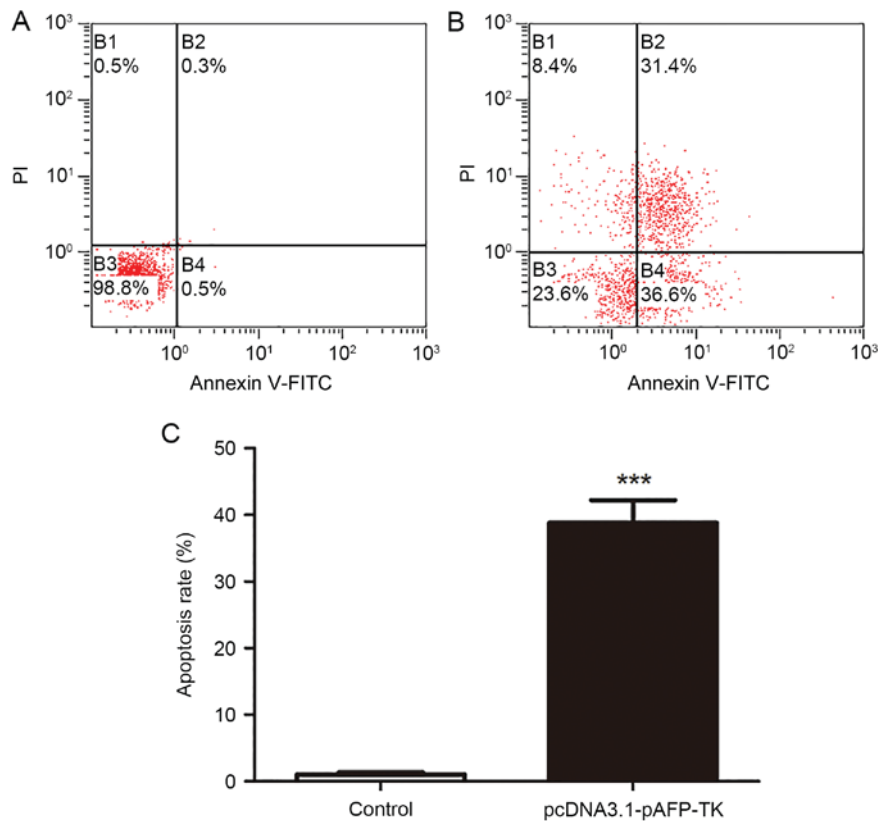 A
10³
10²
10¹
10⁰
PI
B1
0.5%
B2
0.3%
B3
98.8%
B4
0.5%
10⁰
10¹
10²
10³
Annexin V-FITC
B
10³
10²
10¹
10⁰
PI
B1
8.4%
B2
31.4%
B3
23.6%
B4
36.6%
10⁰
10¹
10²
10³
Annexin V-FITC
C
50
40
30
20
10
0
Apoptosis rate (%)
***
Control
pcDNA3.1-pAFP-TK